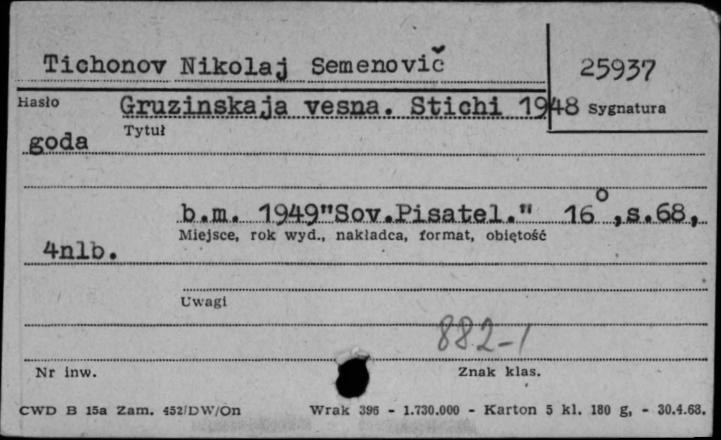 Tichonov Nikolaj Semenovič 25937
Hasło Gruzinskaja vesna. Stichi 1948 Sygnatura
Tytuł
goda
b.m. 1949"Sov.Pisatel." 16°,s.68,
Miejsce, rok wyd., nakładca, format, objętość
4nlb.
Uwagi
882-1
Nr inw. Znak klas.
CWD B 15a Zam. 452/DW/On Wrak 396 - 1.730.000 - Karton 5 kl. 180 g, - 30.4.68.